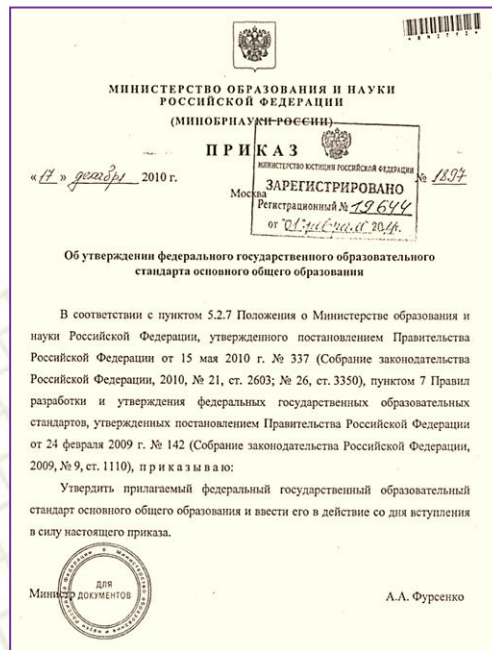 МИНИСТЕРСТВО ОБРАЗОВАНИЯ И НАУКИ
РОССИЙСКОЙ ФЕДЕРАЦИИ
(МИНОБРНАУКИ РОССИИ)
ПРИКАЗ
МИНИСТЕРСТВО ЮСТИЦИИ РОССИЙСКОЙ ФЕДЕРАЦИИ
ЗАРЕГИСТРИРОВАНО
Регистрационный № 19644
от "01" февраля 2011г.
«17» декабря 2010 г.
Москва
№ 1897
Об утверждении федерального государственного образовательного
стандарта основного общего образования
В соответствии с пунктом 5.2.7 Положения о Министерстве образования и
науки Российской Федерации, утвержденного постановлением Правительства
Российской Федерации от 15 мая 2010 г. № 337 (Собрание законодательства
Российской Федерации, 2010, № 21, ст. 2603; № 26, ст. 3350), пунктом 7 Правил
разработки и утверждения федеральных государственных образовательных
стандартов, утвержденных постановлением Правительства Российской Федерации
от 24 февраля 2009 г. № 142 (Собрание законодательства Российской Федерации,
2009, № 9, ст. 1110), п р и к а з ы в а ю:
Утвердить прилагаемый федеральный государственный образовательный
стандарт основного общего образования и ввести его в действие со дня вступления
в силу настоящего приказа.
Министр
ДЛЯ
ДОКУМЕНТОВ
А.А. Фурсенко